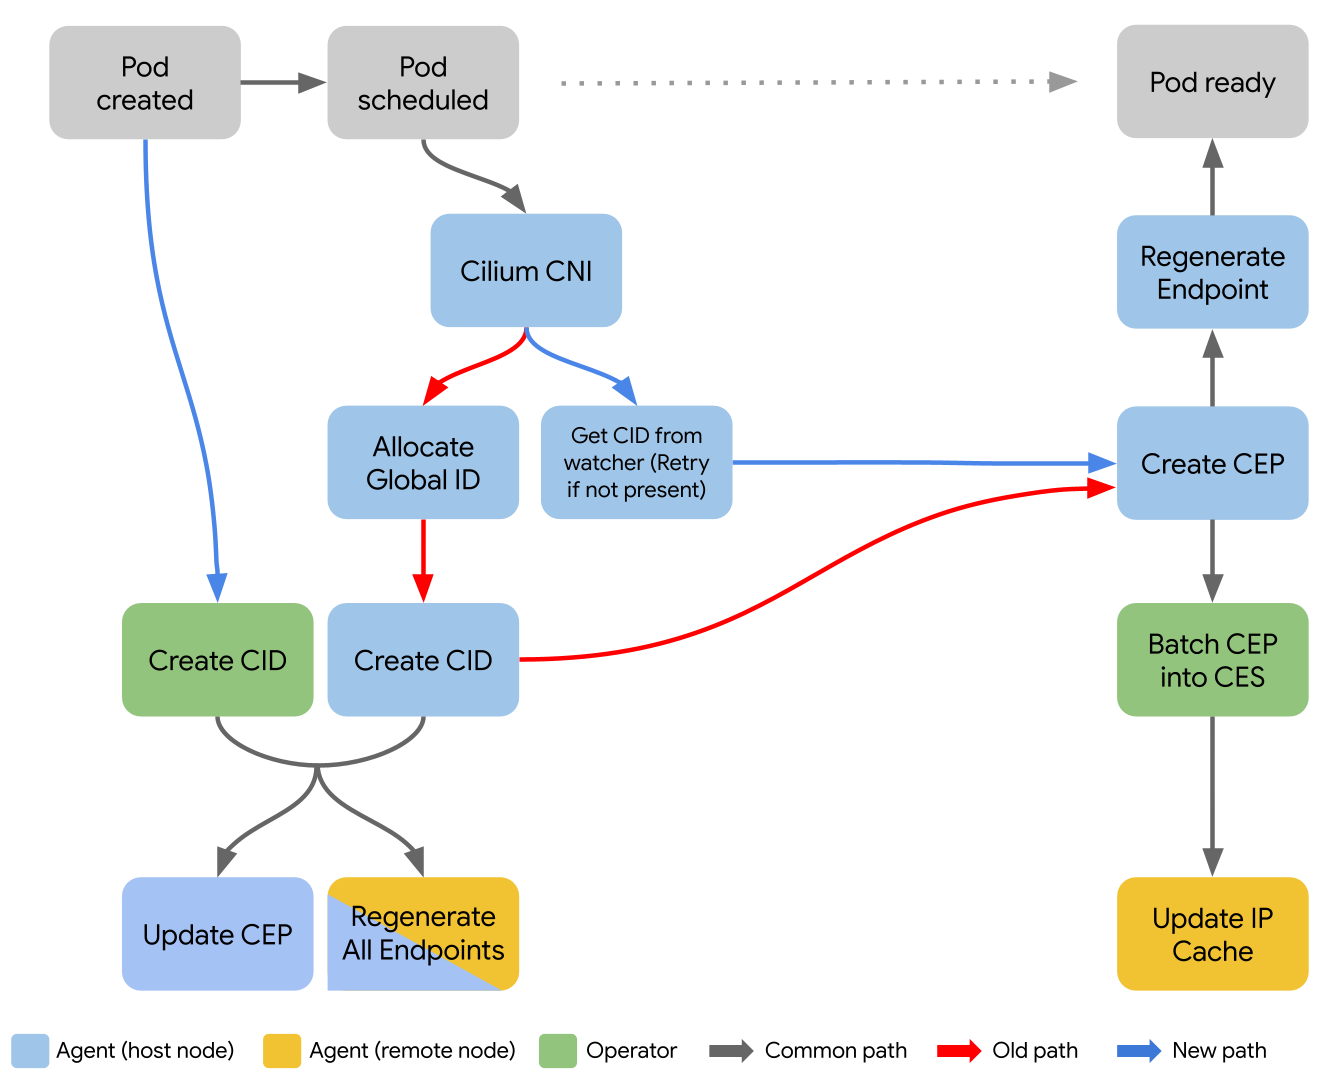 Pod
created
Pod
scheduled
Pod ready
Cilium CNI
Regenerate
Endpoint
Allocate
Global ID
Get CID from
watcher (Retry
if not present)
Create CEP
Create CID
Create CID
Batch CEP
into CES
Update CEP
Regenerate
All Endpoints
Update IP
Cache
Agent (host node)
Agent (remote node)
Operator
Common path
Old path
New path